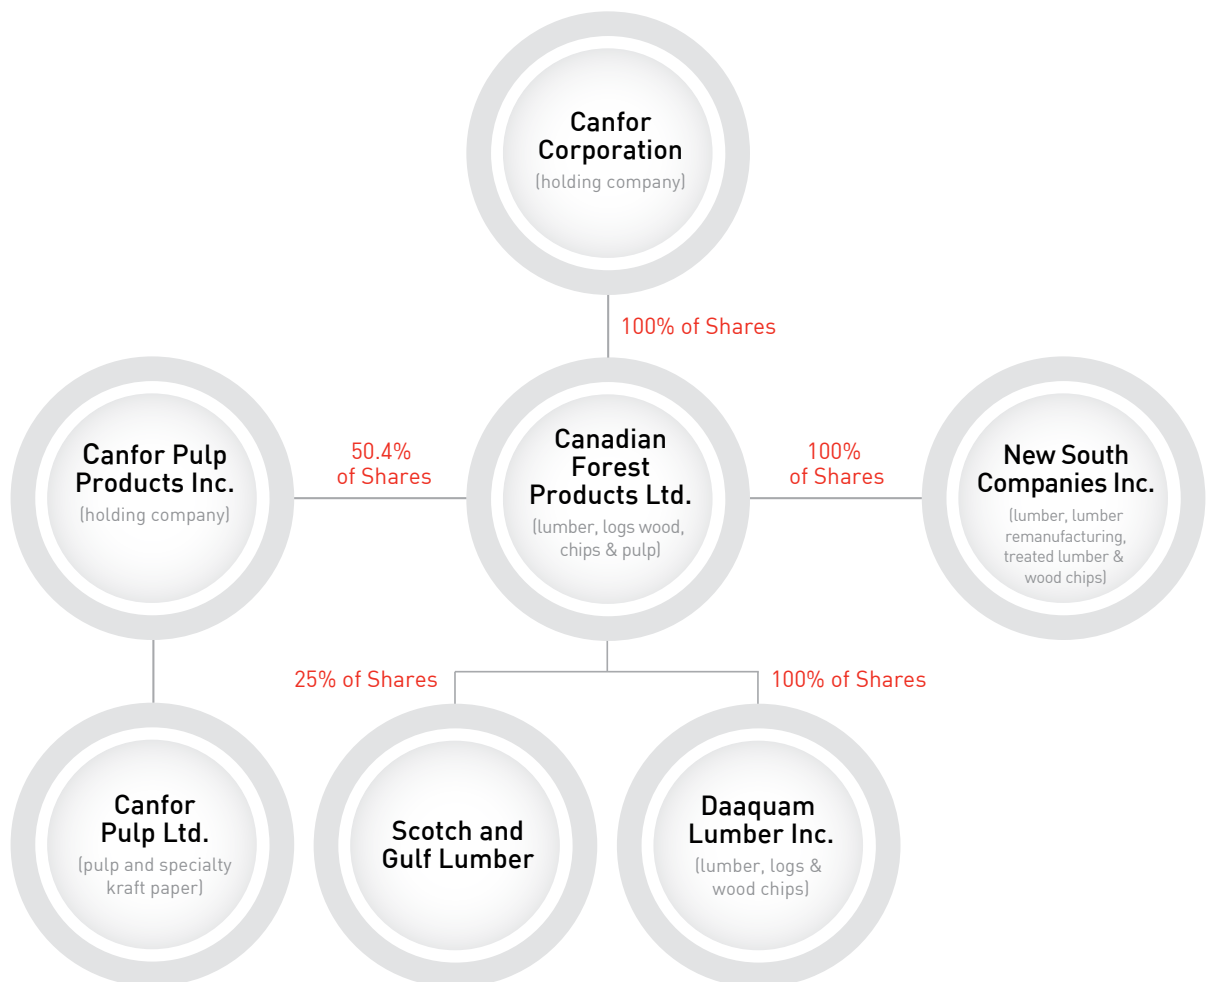 Canfor
Corporation
(holding company)
100% of Shares
Canfor Pulp
Products Inc.
(holding company)
50.4%
of Shares
Canadian
Forest
Products Ltd.
(lumber, logs wood,
chips & pulp)
100%
of Shares
New South
Companies Inc.
(lumber, lumber
remanufacturing,
treated lumber &
wood chips)
25% of Shares
100% of Shares
Canfor
Pulp Ltd.
(pulp and specialty
kraft paper)
Scotch and
Gulf Lumber
Daaquam
Lumber Inc.
(lumber, logs &
wood chips)